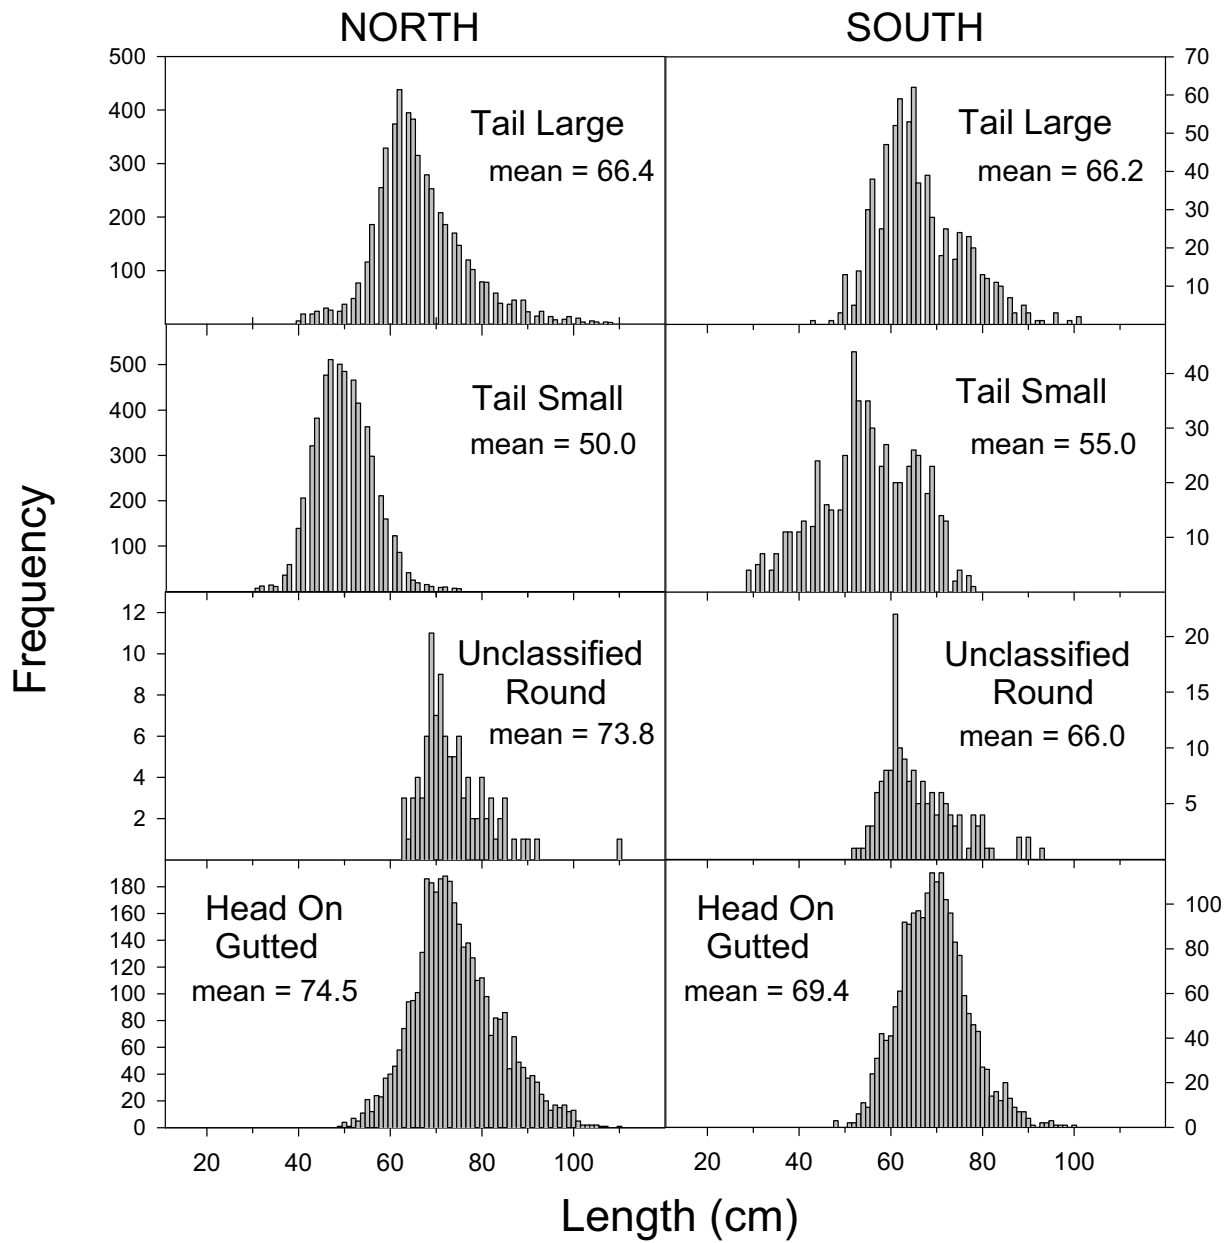 NORTH
SOUTH
500
400
300
200
100
Tail Large
mean = 66.4
Tail Large
mean = 66.2
70
60
50
40
30
20
10
500
400
300
200
100
Tail Small
mean = 50.0
Tail Small
mean = 55.0
40
30
20
10
Frequency
12
10
8
6
4
2
Unclassified
Round
mean = 73.8
Unclassified
Round
mean = 66.0
20
15
10
5
180
160
140
120
100
80
60
40
20
0
Head On
Gutted
mean = 74.5
Head On
Gutted
mean = 69.4
100
80
60
40
20
0
20 40 60 80 100
20 40 60 80 100
Length (cm)